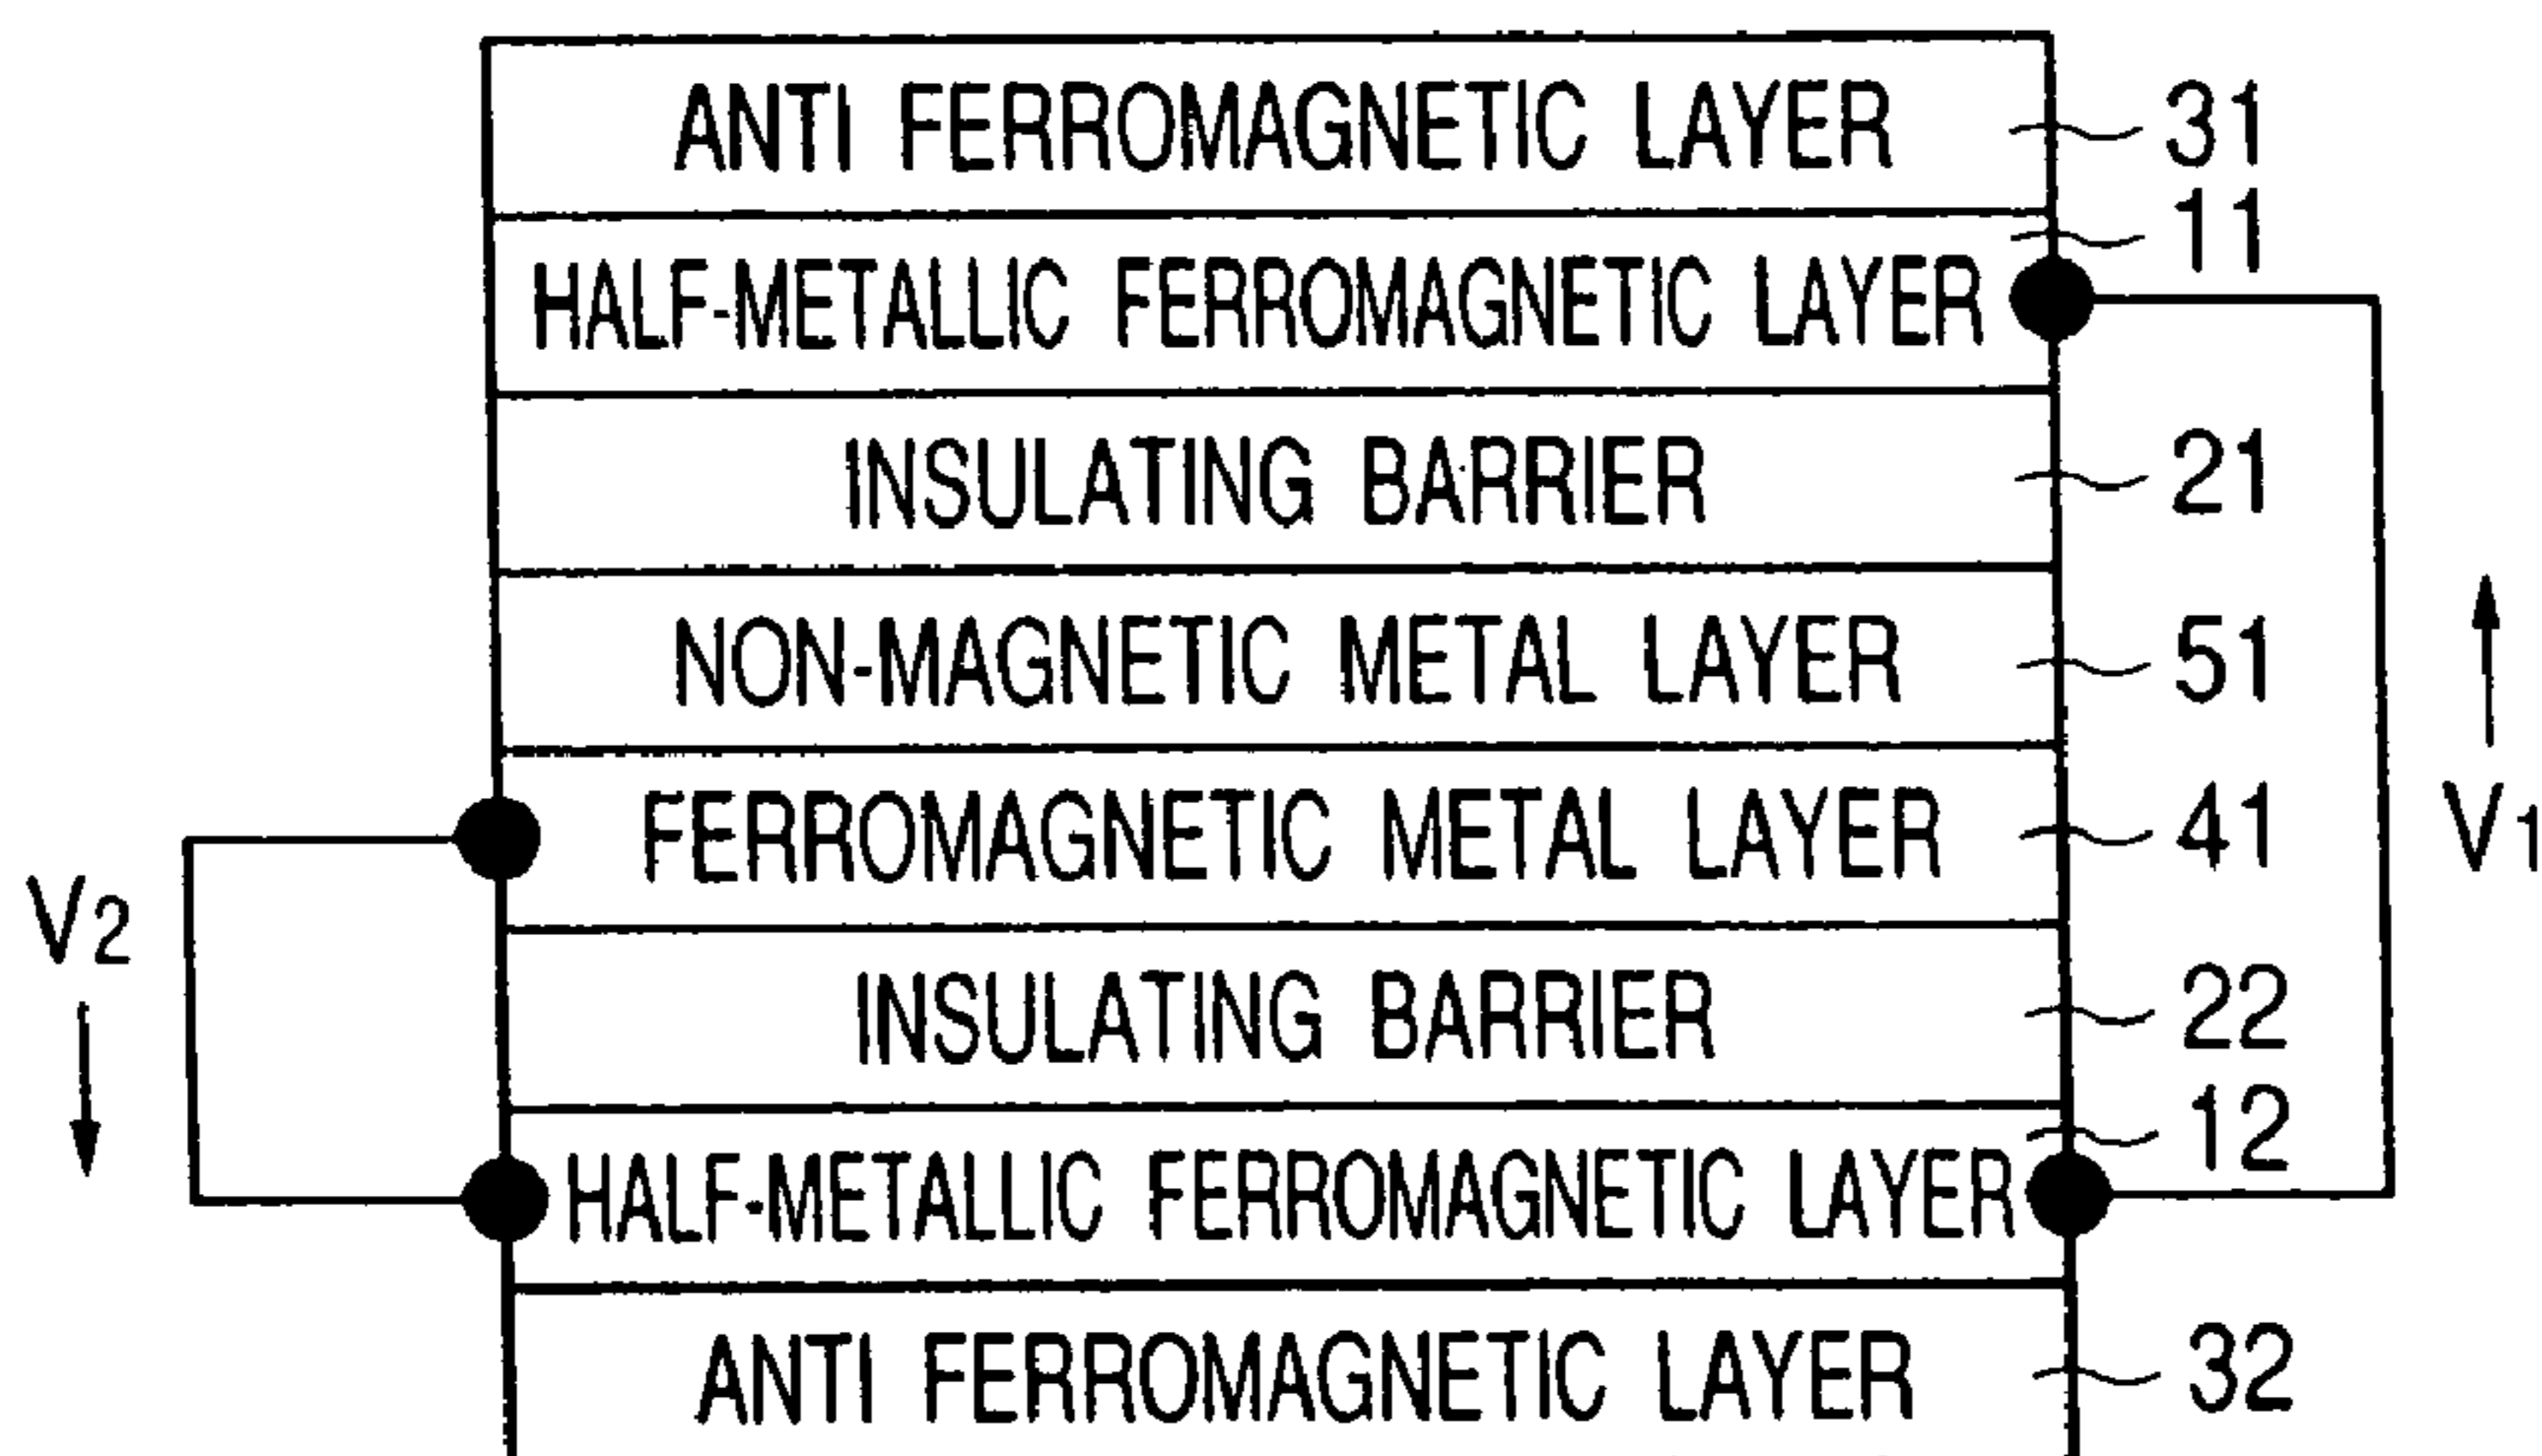 ANTI FERROMAGNETIC LAYER 31
HALF-METALLIC FERROMAGNETIC LAYER 11
INSULATING BARRIER 21
NON-MAGNETIC METAL LAYER 51
FERROMAGNETIC METAL LAYER 41
V1
V2
INSULATING BARRIER 22
HALF-METALLIC FERROMAGNETIC LAYER 12
ANTI FERROMAGNETIC LAYER 32